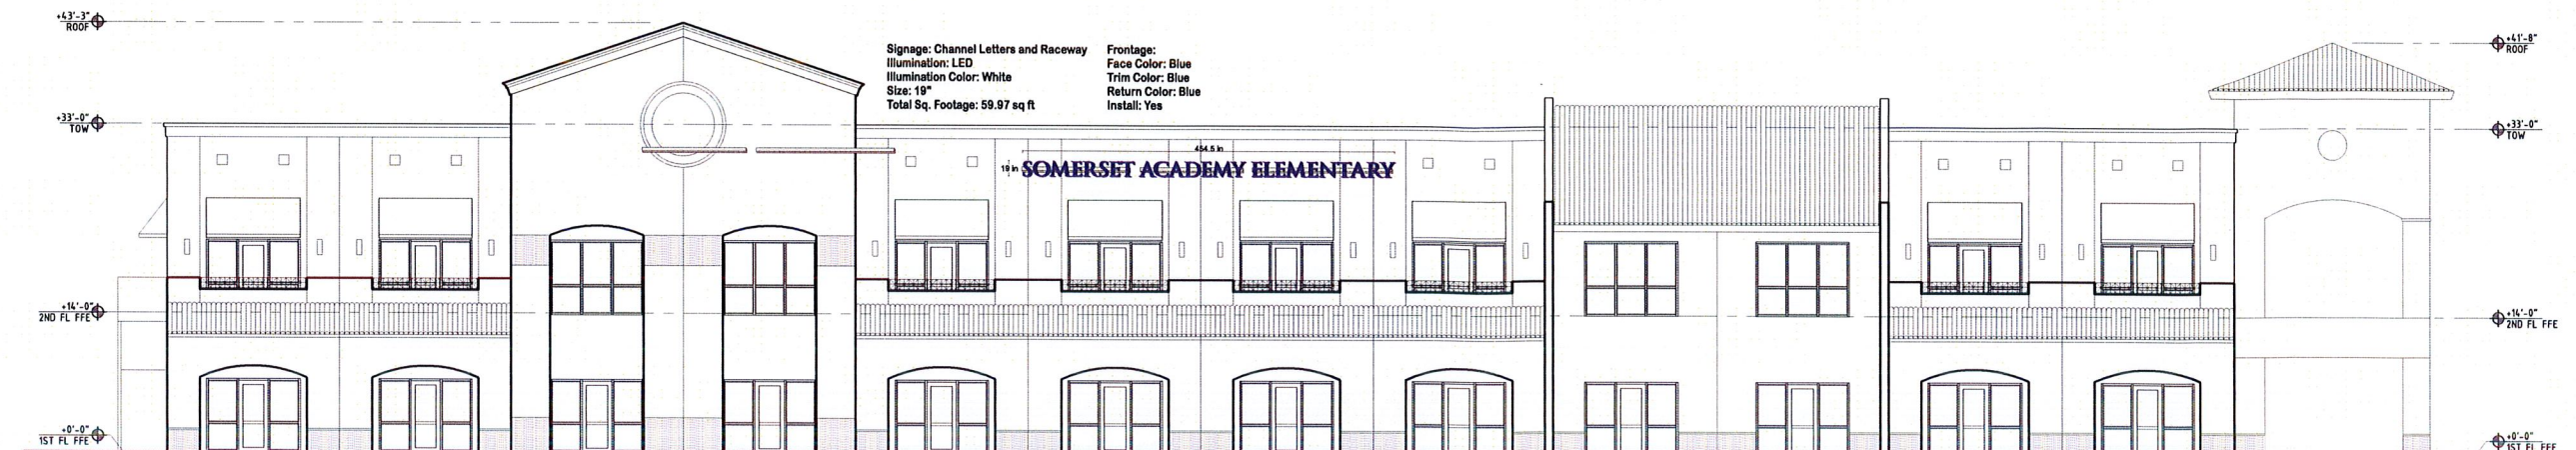 +43'-3"
ROOF
+33'-0"
TOW
+14'-0"
2ND FL FFE
+0'-0"
1ST FL FFE
Signage: Channel Letters and Raceway
Illumination: LED
Illumination Color: White
Size: 19"
Total Sq. Footage: 59.97 sq ft
Frontage:
Face Color: Blue
Trim Color: Blue
Return Color: Blue
Install: Yes
454.5 in
19 in
SOMERSET ACADEMY ELEMENTARY
+41'-8"
ROOF
+33'-0"
TOW
+14'-0"
2ND FL FFE
+0'-0"
1ST FL FFE